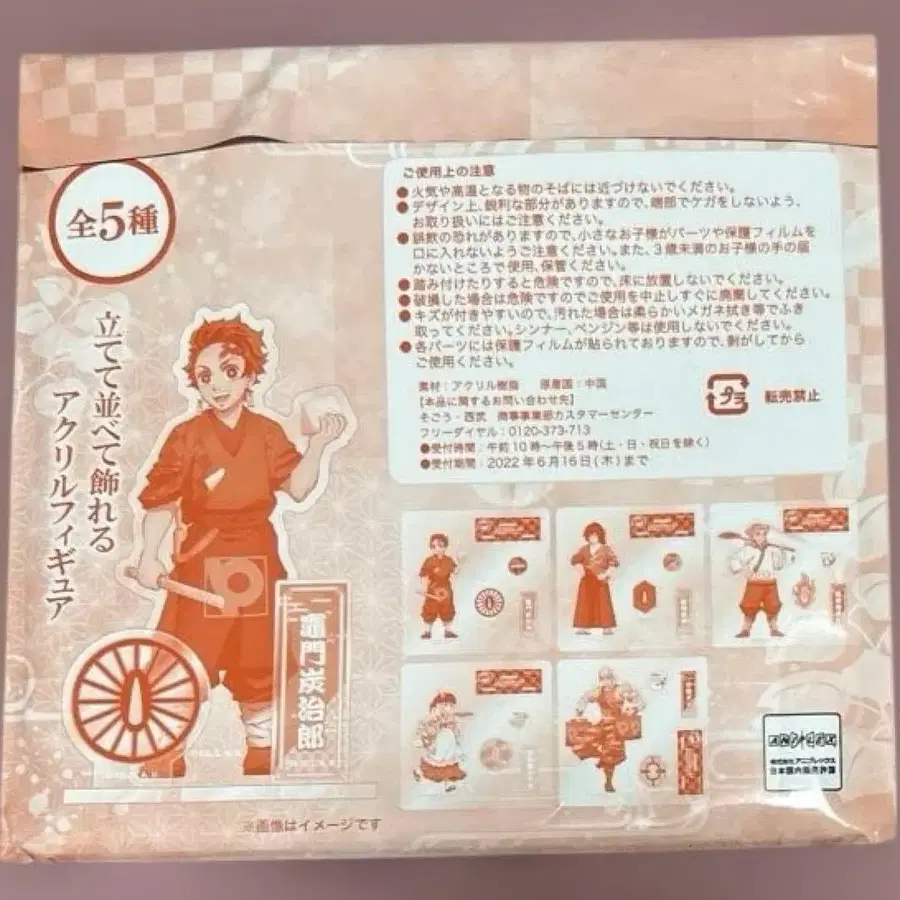 全5種
立てて並べて飾れる
アクリルフィギュア
竈門炭治郎
※画像はイメージです
ご使用上の注意
●火気や高温となる物のそばには近づけないでください。
●デザイン上、鋭利な部分がありますので、端部でケガをしないよう、
お取り扱いにはご注意ください。
●誤飲の恐れがありますので、小さなお子様がパーツや保護フィルムを
口に入れないようご注意ください。また、3歳未満のお子様の手の届
かないところで使用、保管ください。
●踏み付けたりすると危険ですので、床に放置しないでください。
●破損した場合は危険ですのでご使用を中止しすぐに廃棄してください。
●キズが付きやすいので、汚れた場合は柔らかいメガネ拭き等でふき
取ってください。シンナー、ベンジン等は使用しないでください。
●各パーツには保護フィルムが貼られておりますので、剥がしてから
ご使用ください。
素材：アクリル樹脂　原産国：中国
【本品に関するお問い合わせ先】
そごう・西武　商事事業部カスタマーセンター
フリーダイヤル：0120-373-713
●受付時間：午前10時～午後5時(土・日・祝日を除く)
●受付期間：2022年6月16日(木)まで
プラ
転売禁止
株式会社アニプレックス
日本国内販売許諾